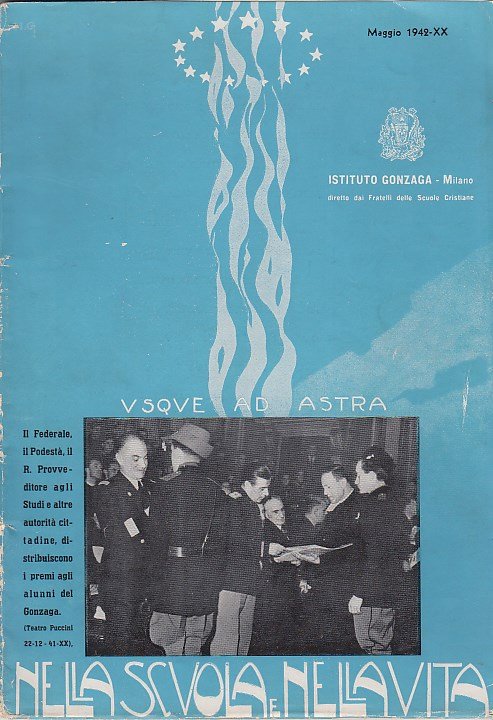 Maggio 1942-XX
ISTITUTO GONZAGA - Milano
diretto dai Fratelli delle Scuole Cristiane
VSQVE AD ASTRA
Il Federale,
il Podestà, il
R. Provve-
ditore agli
Studi e altre
autorità cit-
tadine, di-
stribuiscono
i premi agli
alunni del
Gonzaga.
(Teatro Puccini
22-12-41-XX),
NELLA SCVOLA E NELLA VITA